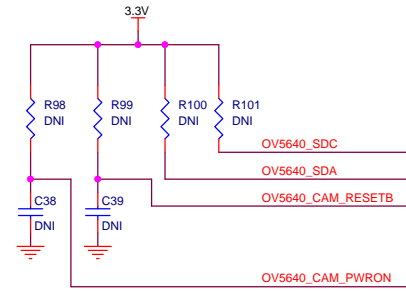 3.3V
R98
DNI
R99
DNI
R100
DNI
R101
DNI
OV5640_SDC
OV5640_SDA
OV5640_CAM_RESETB
C38
DNI
C39
DNI
OV5640_CAM_PWRON